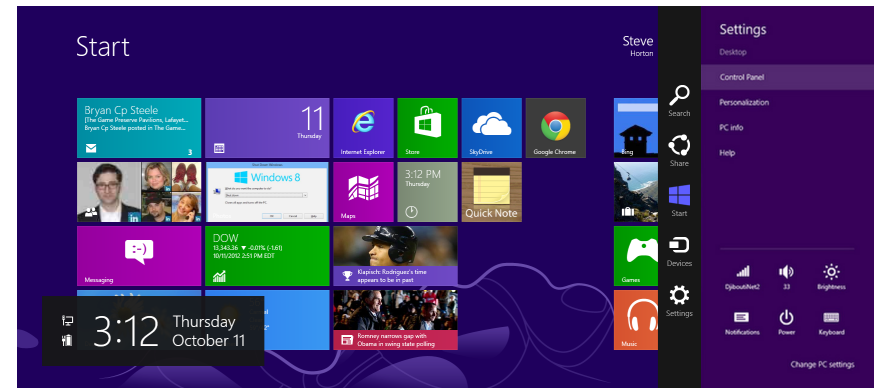 Start
Steve
Horton
Bryan Cp Steele
[The Game Preserve Pavilions, Lafayet...
Bryan Cp Steele posted in The Game...
3
11
Thursday
Internet Explorer
Store
SkyDrive
Google Chrome
Bing
Windows 8
Maps
3:12 PM
Thursday
Quick Note
Messaging
DOW
13,343.36 ▼ -0.01% (-1.61)
10/11/2012 2:51 PM EDT
Klapisch: Rodriguez's time
appears to be in past
Games
Romney narrows gap with
Obama in swing state polling
Music
3:12
Thursday
October 11
Search
Share
Start
Devices
Settings
Settings
Desktop
Control Panel
Personalization
PC info
Help
DjiboutiNet2
33
Brightness
Notifications
Power
Keyboard
Change PC settings